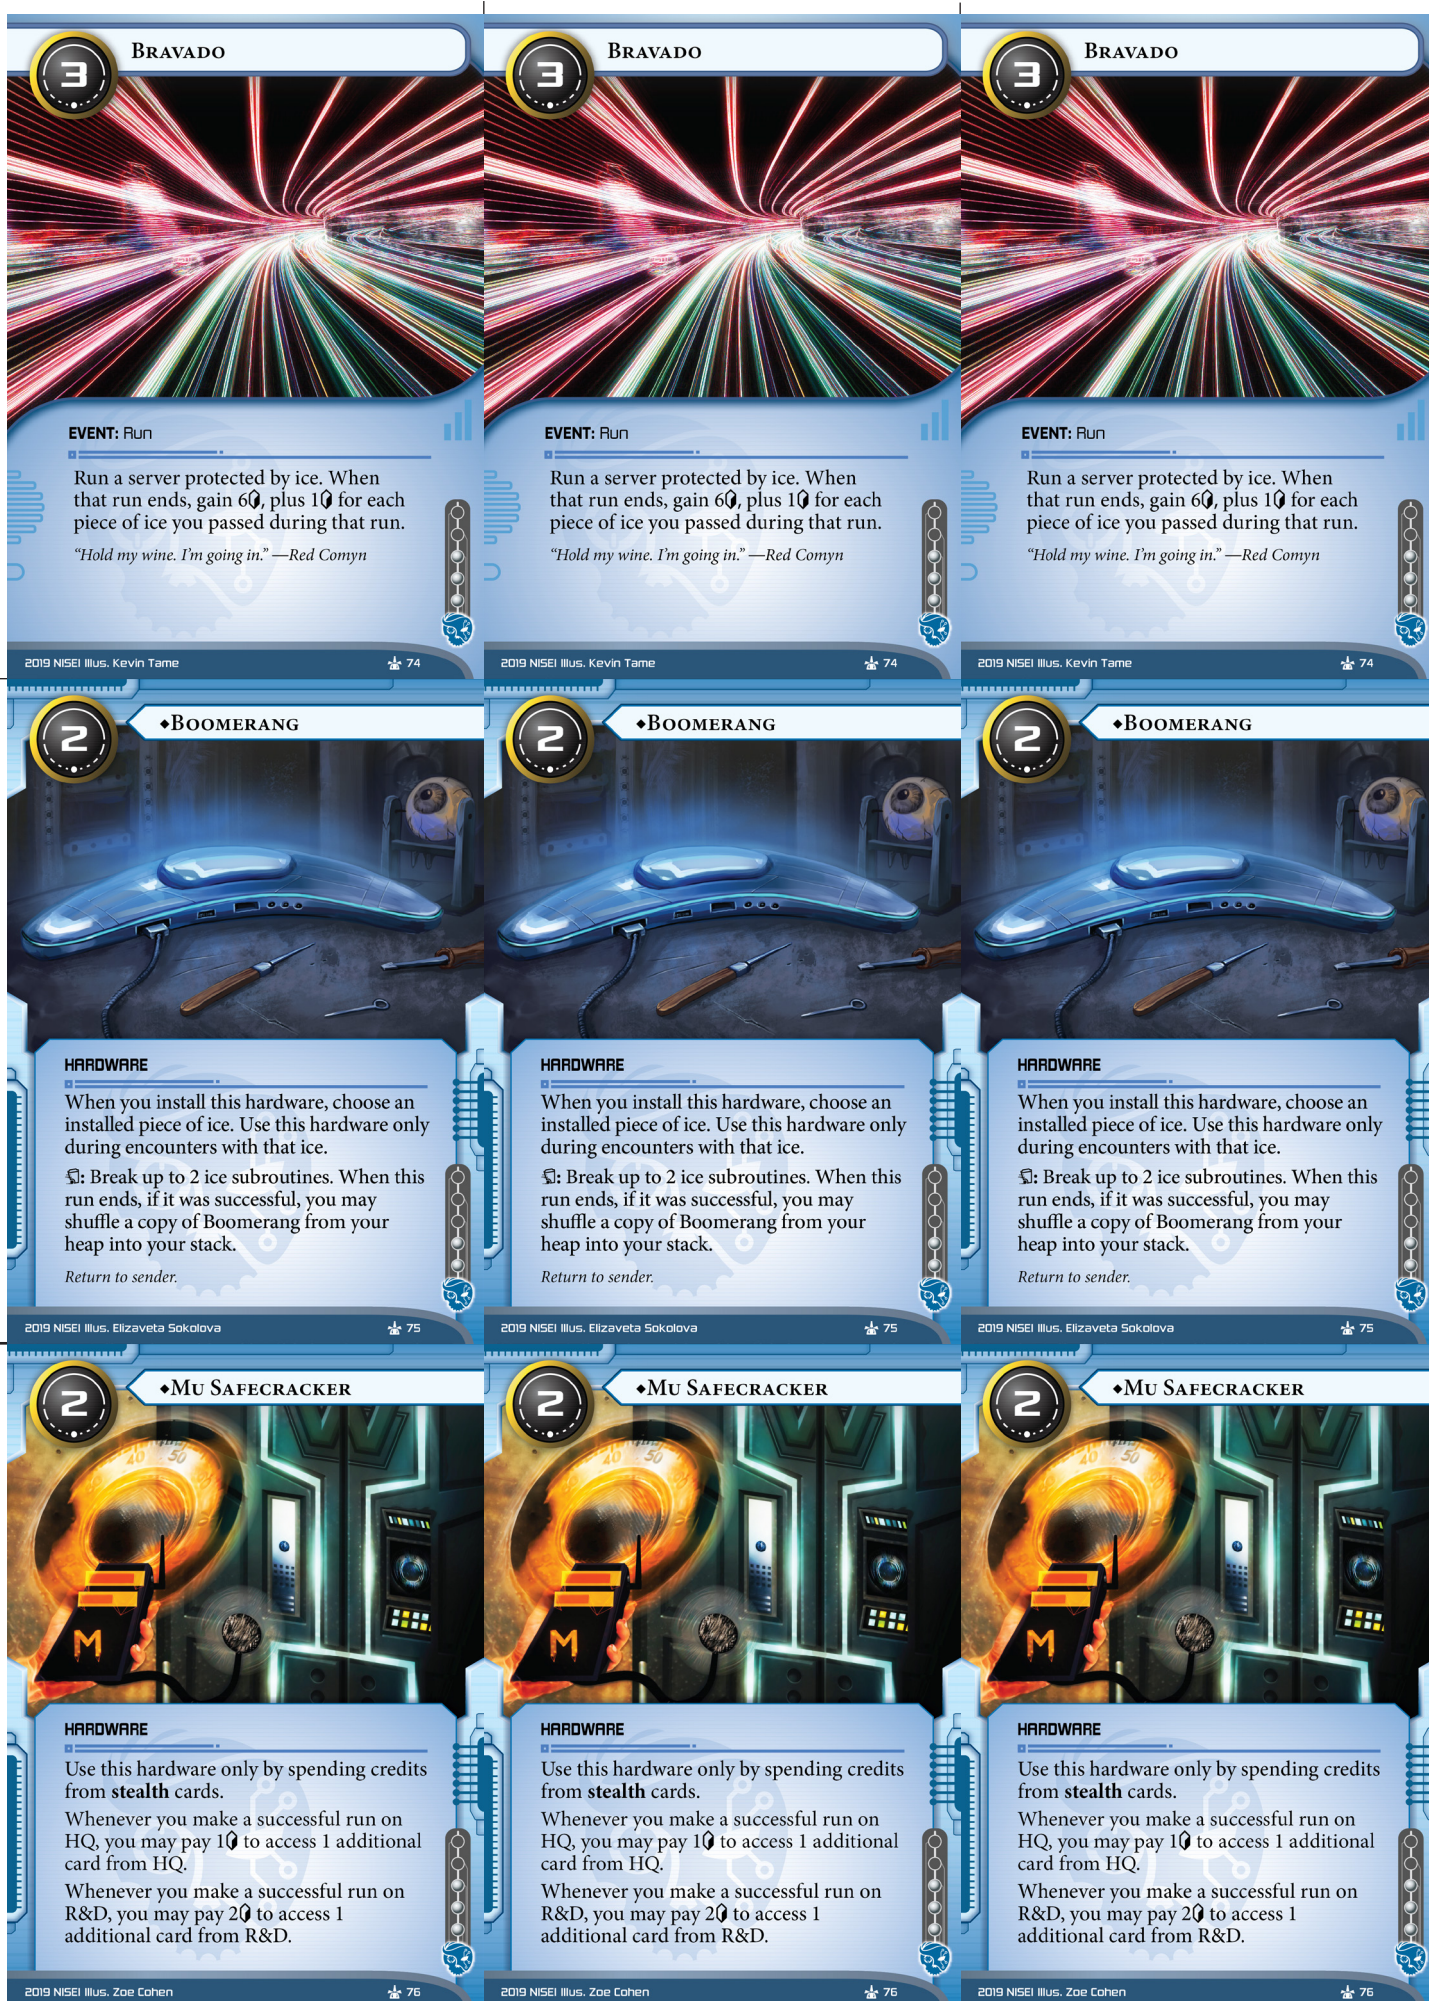 3 BRAVADO
EVENT: Run
Run a server protected by ice. When
that run ends, gain 6, plus 1 for each
piece of ice you passed during that run.
“Hold my wine. I’m going in.” —Red Comyn
2019 NISEI Illus. Kevin Tame 74
3 BRAVADO
EVENT: Run
Run a server protected by ice. When
that run ends, gain 6, plus 1 for each
piece of ice you passed during that run.
“Hold my wine. I’m going in.” —Red Comyn
2019 NISEI Illus. Kevin Tame 74
3 BRAVADO
EVENT: Run
Run a server protected by ice. When
that run ends, gain 6, plus 1 for each
piece of ice you passed during that run.
“Hold my wine. I’m going in.” —Red Comyn
2019 NISEI Illus. Kevin Tame 74
2 ◆BOOMERANG
HARDWARE
When you install this hardware, choose an
installed piece of ice. Use this hardware only
during encounters with that ice.
: Break up to 2 ice subroutines. When this
run ends, if it was successful, you may
shuffle a copy of Boomerang from your
heap into your stack.
Return to sender.
2019 NISEI Illus. Elizaveta Sokolova 75
2 ◆BOOMERANG
HARDWARE
When you install this hardware, choose an
installed piece of ice. Use this hardware only
during encounters with that ice.
: Break up to 2 ice subroutines. When this
run ends, if it was successful, you may
shuffle a copy of Boomerang from your
heap into your stack.
Return to sender.
2019 NISEI Illus. Elizaveta Sokolova 75
2 ◆BOOMERANG
HARDWARE
When you install this hardware, choose an
installed piece of ice. Use this hardware only
during encounters with that ice.
: Break up to 2 ice subroutines. When this
run ends, if it was successful, you may
shuffle a copy of Boomerang from your
heap into your stack.
Return to sender.
2019 NISEI Illus. Elizaveta Sokolova 75
2 ◆MU SAFECRACKER
40 50
M
HARDWARE
Use this hardware only by spending credits
from stealth cards.
Whenever you make a successful run on
HQ, you may pay 1 to access 1 additional
card from HQ.
Whenever you make a successful run on
R&D, you may pay 2 to access 1
additional card from R&D.
2019 NISEI Illus. Zoe Cohen 76
2 ◆MU SAFECRACKER
40 50
M
HARDWARE
Use this hardware only by spending credits
from stealth cards.
Whenever you make a successful run on
HQ, you may pay 1 to access 1 additional
card from HQ.
Whenever you make a successful run on
R&D, you may pay 2 to access 1
additional card from R&D.
2019 NISEI Illus. Zoe Cohen 76
2 ◆MU SAFECRACKER
40 50
M
HARDWARE
Use this hardware only by spending credits
from stealth cards.
Whenever you make a successful run on
HQ, you may pay 1 to access 1 additional
card from HQ.
Whenever you make a successful run on
R&D, you may pay 2 to access 1
additional card from R&D.
2019 NISEI Illus. Zoe Cohen 76